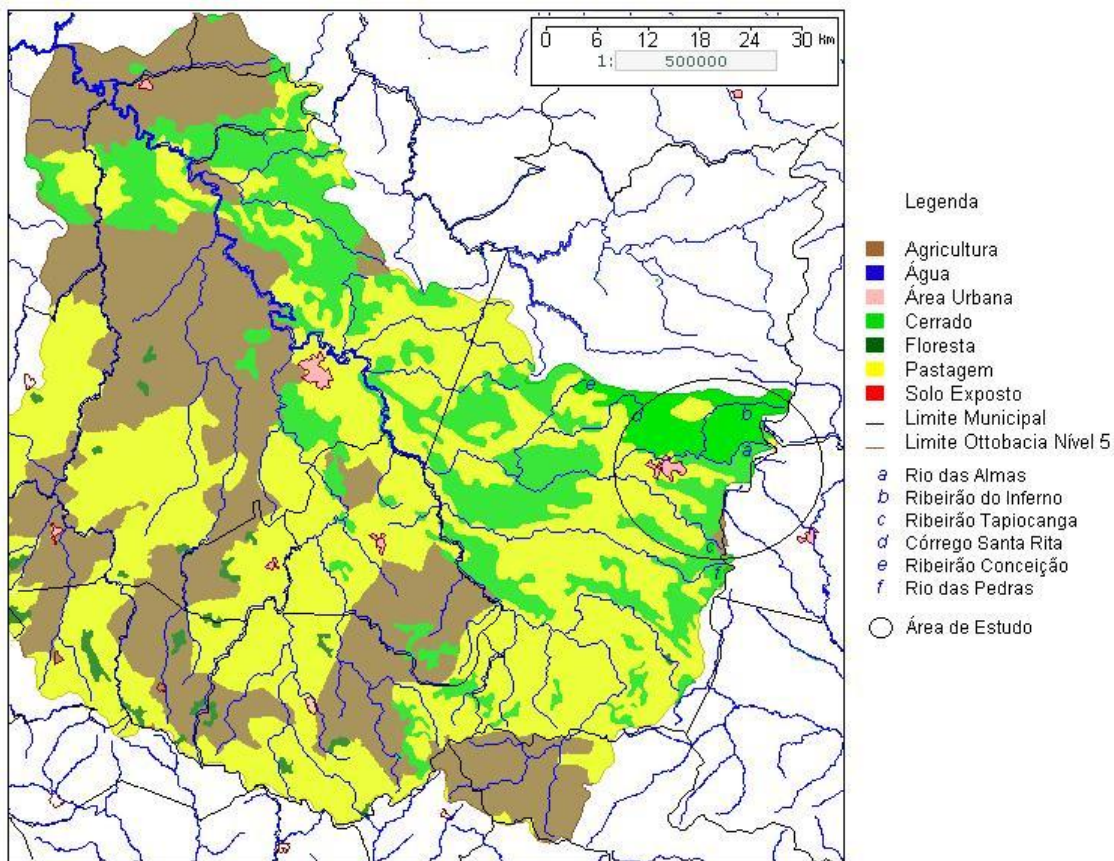 0 6 12 18 24 30 km
1: 500000
Legenda
Agricultura
Água
Área Urbana
Cerrado
Floresta
Pastagem
Solo Exposto
Limite Municipal
Limite Ottobacia Nível 5
a Rio das Almas
b Ribeirão do Inferno
c Ribeirão Tapiocanga
d Córrego Santa Rita
e Ribeirão Conceição
f Rio das Pedras
Área de Estudo
e
d
b
a
c
f